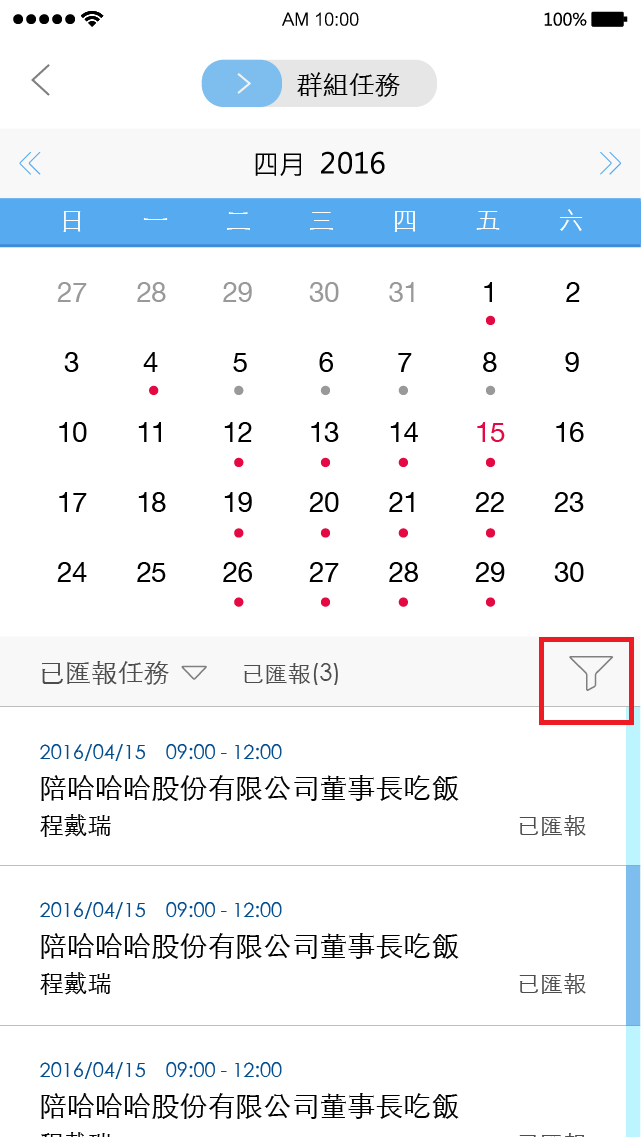 AM 10:00 100%
群組任務
四月 2016
日 一 二 三 四 五 六
27 28 29 30 31 1 2
3 4 5 6 7 8 9
10 11 12 13 14 15 16
17 18 19 20 21 22 23
24 25 26 27 28 29 30
已匯報任務 已匯報(3)
2016/04/15 09:00 - 12:00
陪哈哈哈股份有限公司董事長吃飯
程戴瑞 已匯報
2016/04/15 09:00 - 12:00
陪哈哈哈股份有限公司董事長吃飯
程戴瑞 已匯報
2016/04/15 09:00 - 12:00
陪哈哈哈股份有限公司董事長吃飯